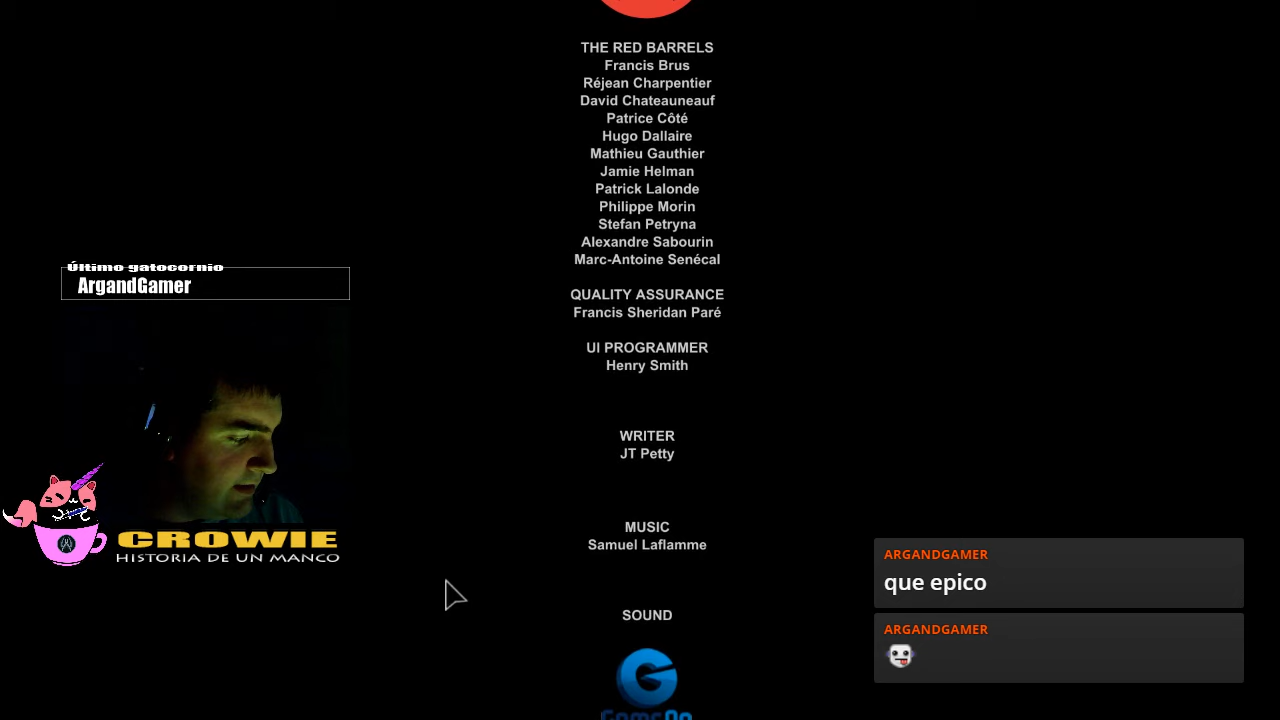 THE RED BARRELS
Francis Brus
Réjean Charpentier
David Chateauneuf
Patrice Côté
Hugo Dallaire
Mathieu Gauthier
Jamie Helman
Patrick Lalonde
Philippe Morin
Stefan Petryna
Alexandre Sabourin
Marc-Antoine Senécal
QUALITY ASSURANCE
Francis Sheridan Paré
UI PROGRAMMER
Henry Smith
WRITER
JT Petty
MUSIC
Samuel Laflamme
SOUND
GameOn
Último gatocornio
ArgandGamer
CROWIE
HISTORIA DE UN MANCO
ARGANDGAMER
que epico
ARGANDGAMER